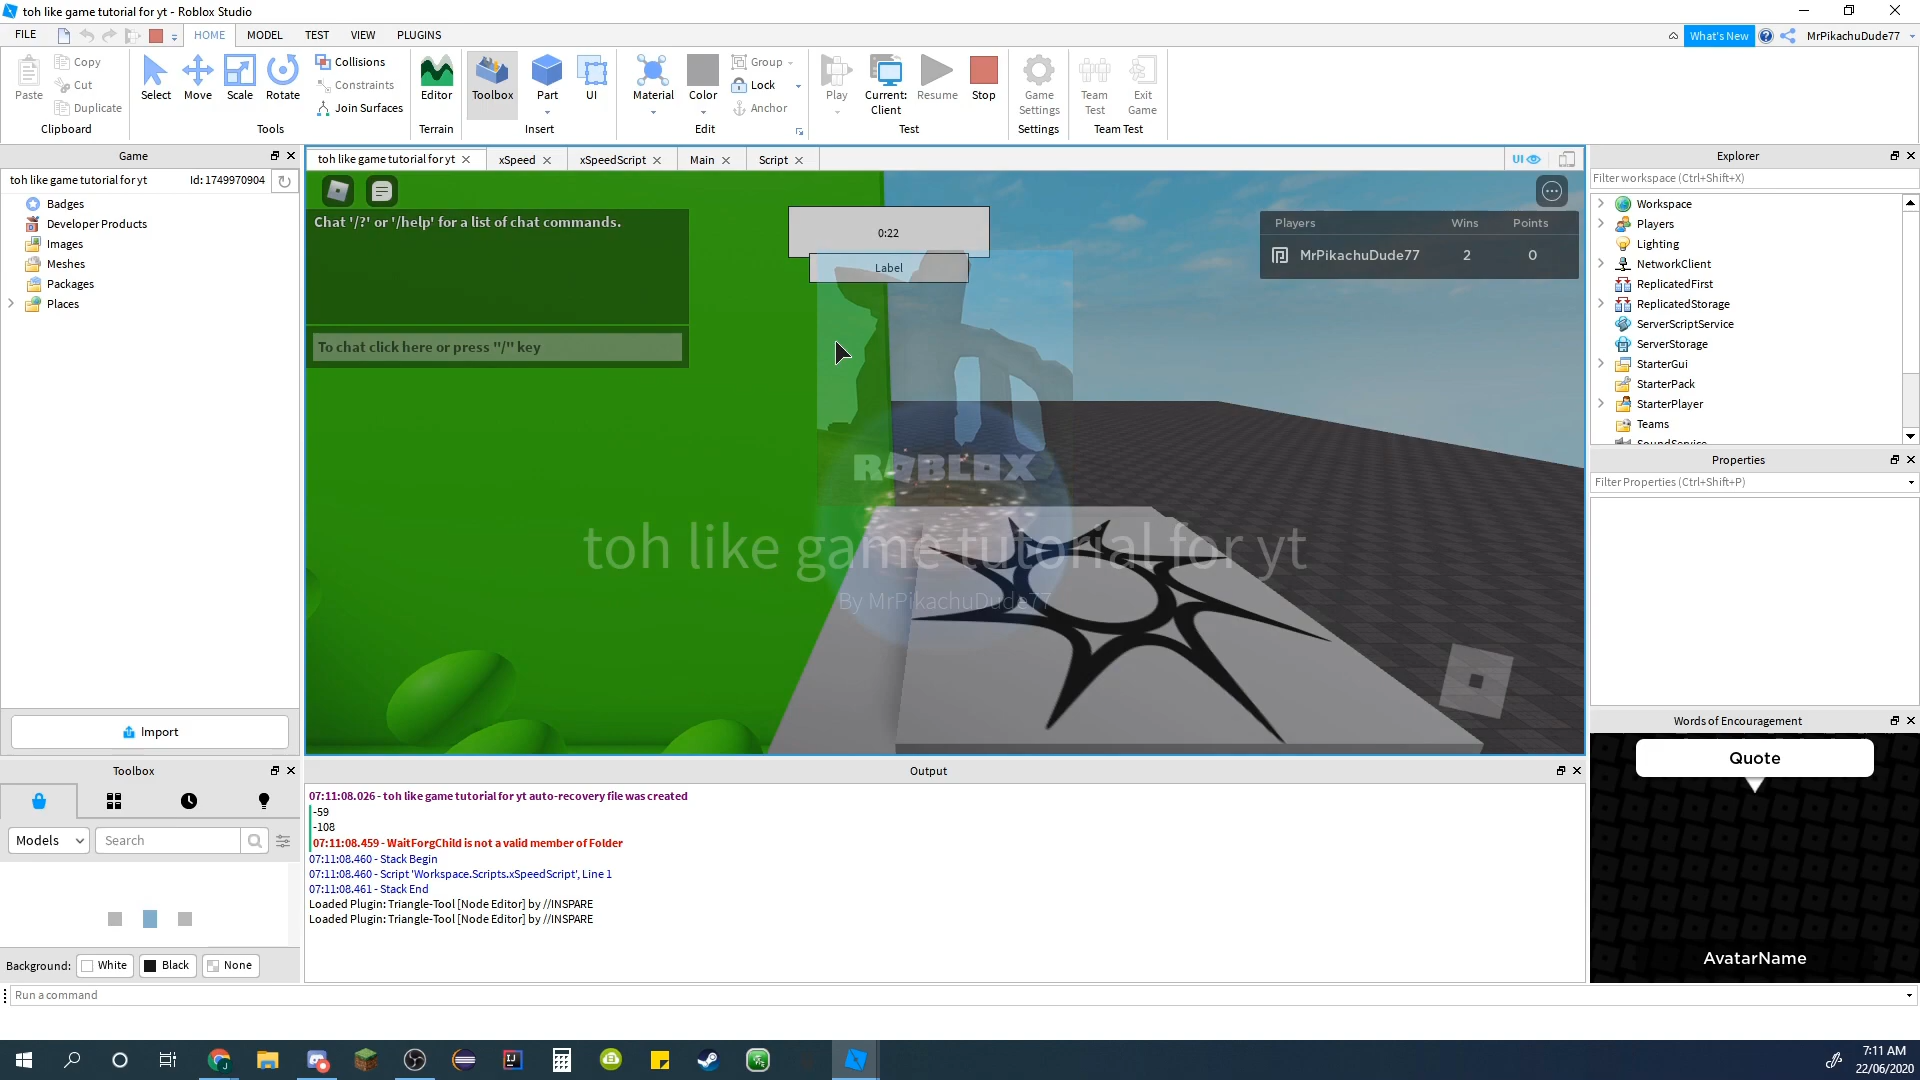 toh like game tutorial for yt - Roblox Studio
FILE
HOME
MODEL
TEST
VIEW
PLUGINS
What's New
MrPikachuDude77
Paste
Copy
Cut
Duplicate
Clipboard
Select
Move
Scale
Rotate
Collisions
Constraints
Join Surfaces
Tools
Editor
Terrain
Toolbox
Part
UI
Insert
Material
Color
Group
Lock
Anchor
Edit
Play
Current:
Client
Resume
Stop
Test
Game
Settings
Settings
Team
Test
Exit
Game
Team Test
Game
toh like game tutorial for yt
Id: 1749970904
Badges
Developer Products
Images
Meshes
Packages
Places
Import
toh like game tutorial for yt
xSpeed
xSpeedScript
Main
Script
UI
Chat '/?' or '/help' for a list of chat commands.
To chat click here or press "/" key
0:22
Label
Players Wins Points
MrPikachuDude77 2 0
ROBLOX
toh like game tutorial for yt
By MrPikachuDude77
Explorer
Filter workspace (Ctrl+Shift+X)
Workspace
Players
Lighting
NetworkClient
ReplicatedFirst
ReplicatedStorage
ServerScriptService
ServerStorage
StarterGui
StarterPack
StarterPlayer
Teams
SoundService
Properties
Filter Properties (Ctrl+Shift+P)
Words of Encouragement
Quote
AvatarName
Toolbox
Models
Search
Background:
White
Black
None
Output
07:11:08.026 - toh like game tutorial for yt auto-recovery file was created
-59
-108
07:11:08.459 - WaitForgChild is not a valid member of Folder
07:11:08.460 - Stack Begin
07:11:08.460 - Script 'Workspace.Scripts.xSpeedScript', Line 1
07:11:08.461 - Stack End
Loaded Plugin: Triangle-Tool [Node Editor] by //INSPARE
Loaded Plugin: Triangle-Tool [Node Editor] by //INSPARE
Run a command
7:11 AM
22/06/2020